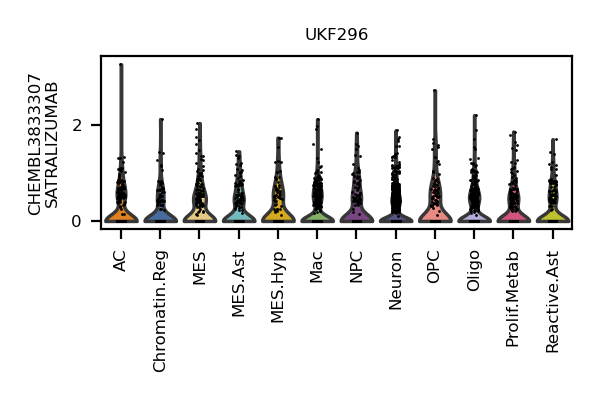 UKF296
CHEMBL3833307
SATRALIZUMAB
2
0
AC
Chromatin.Reg
MES
MES.Ast
MES.Hyp
Mac
NPC
Neuron
OPC
Oligo
Prolif.Metab
Reactive.Ast